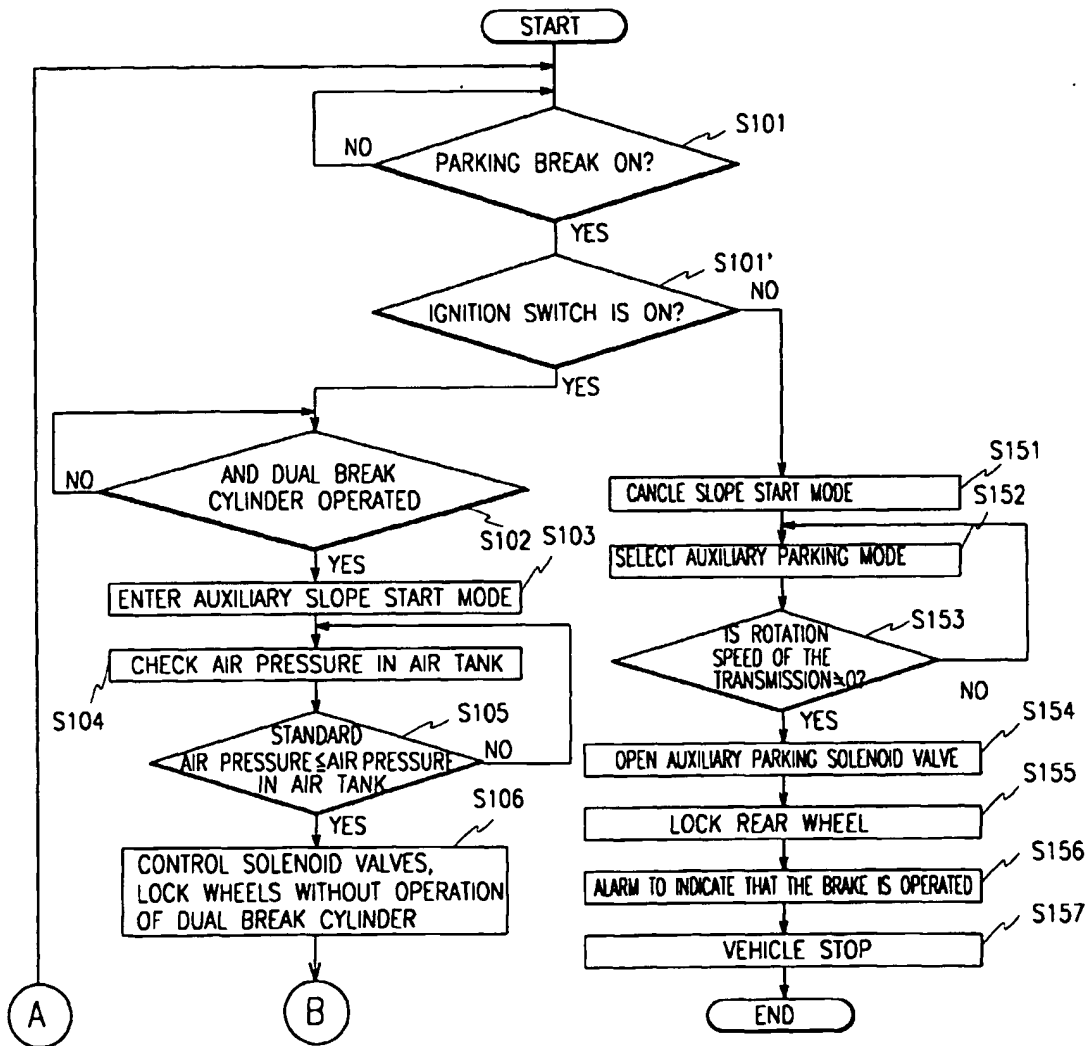 START
S101
NO
PARKING BREAK ON?
YES
S101'
IGNITION SWITCH IS ON?
NO
YES
NO
AND DUAL BREAK
CYLINDER OPERATED
S102
YES
S103
ENTER AUXILIARY SLOPE START MODE
CHECK AIR PRESSURE IN AIR TANK
S104
S105
STANDARD
AIR PRESSURE≦AIR PRESSURE
IN AIR TANK
NO
YES
S106
CONTROL SOLENOID VALVES,
LOCK WHEELS WITHOUT OPERATION
OF DUAL BREAK CYLINDER
A
B
S151
CANCLE SLOPE START MODE
S152
SELECT AUXILIARY PARKING MODE
S153
IS ROTATION
SPEED OF THE
TRANSMISSION≒0?
NO
YES
S154
OPEN AUXILIARY PARKING SOLENOID VALVE
S155
LOCK REAR WHEEL
S156
ALARM TO INDICATE THAT THE BRAKE IS OPERATED
S157
VEHICLE STOP
END